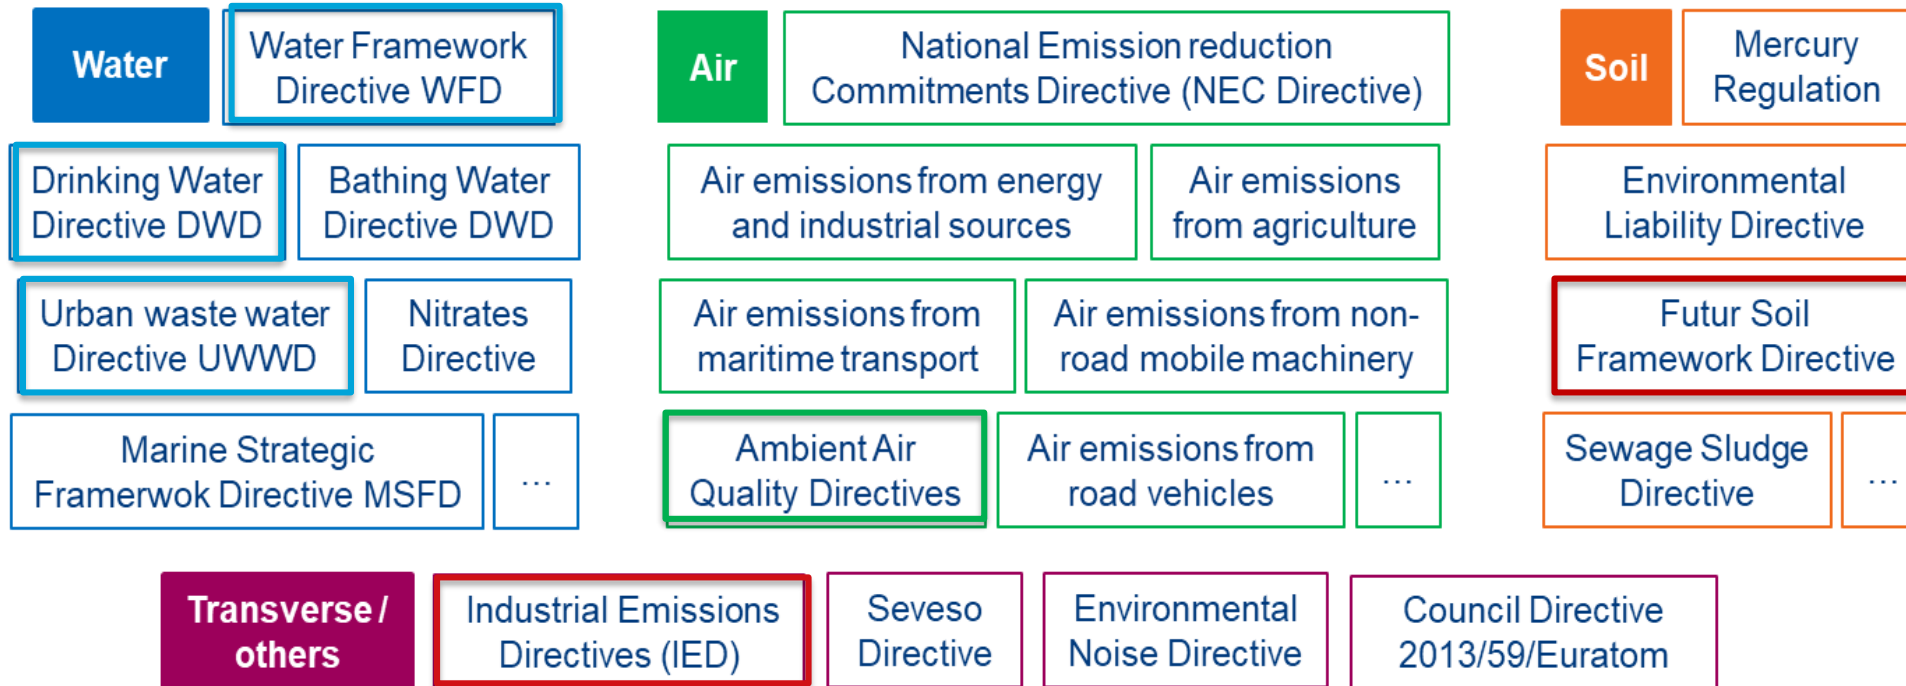 Water
Water Framework
Directive WFD
Drinking Water
Directive DWD
Bathing Water
Directive DWD
Urban waste water
Directive UWWD
Nitrates
Directive
Marine Strategic
Framerwok Directive MSFD
...
Air
National Emission reduction
Commitments Directive (NEC Directive)
Air emissions from energy
and industrial sources
Air emissions
from agriculture
Air emissions from
maritime transport
Air emissions from non-
road mobile machinery
Ambient Air
Quality Directives
Air emissions from
road vehicles
...
Soil
Mercury
Regulation
Environmental
Liability Directive
Futur Soil
Framework Directive
Sewage Sludge
Directive
...
Transverse /
others
Industrial Emissions
Directives (IED)
Seveso
Directive
Environmental
Noise Directive
Council Directive
2013/59/Euratom